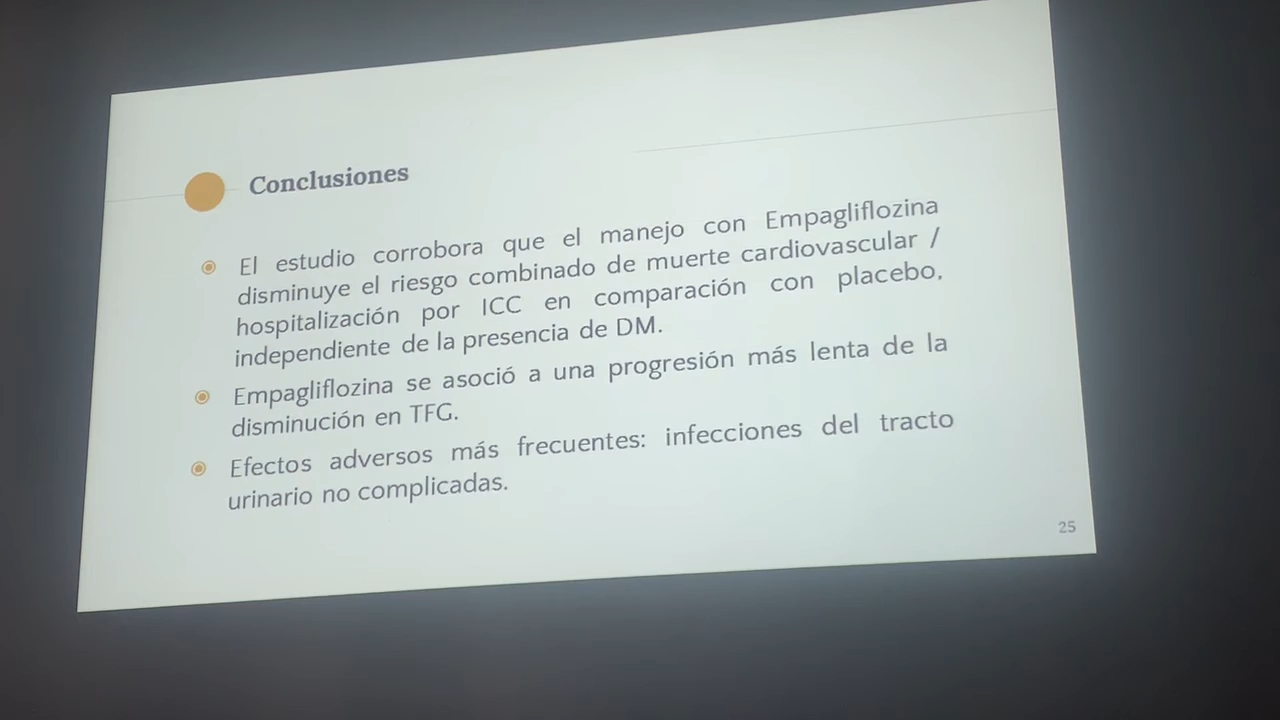 Conclusiones
El estudio corrobora que el manejo con Empagliflozina
disminuye el riesgo combinado de muerte cardiovascular /
hospitalización por ICC en comparación con placebo,
independiente de la presencia de DM.
Empagliflozina se asoció a una progresión más lenta de la
disminución en TFG.
Efectos adversos más frecuentes: infecciones del tracto
urinario no complicadas.
25